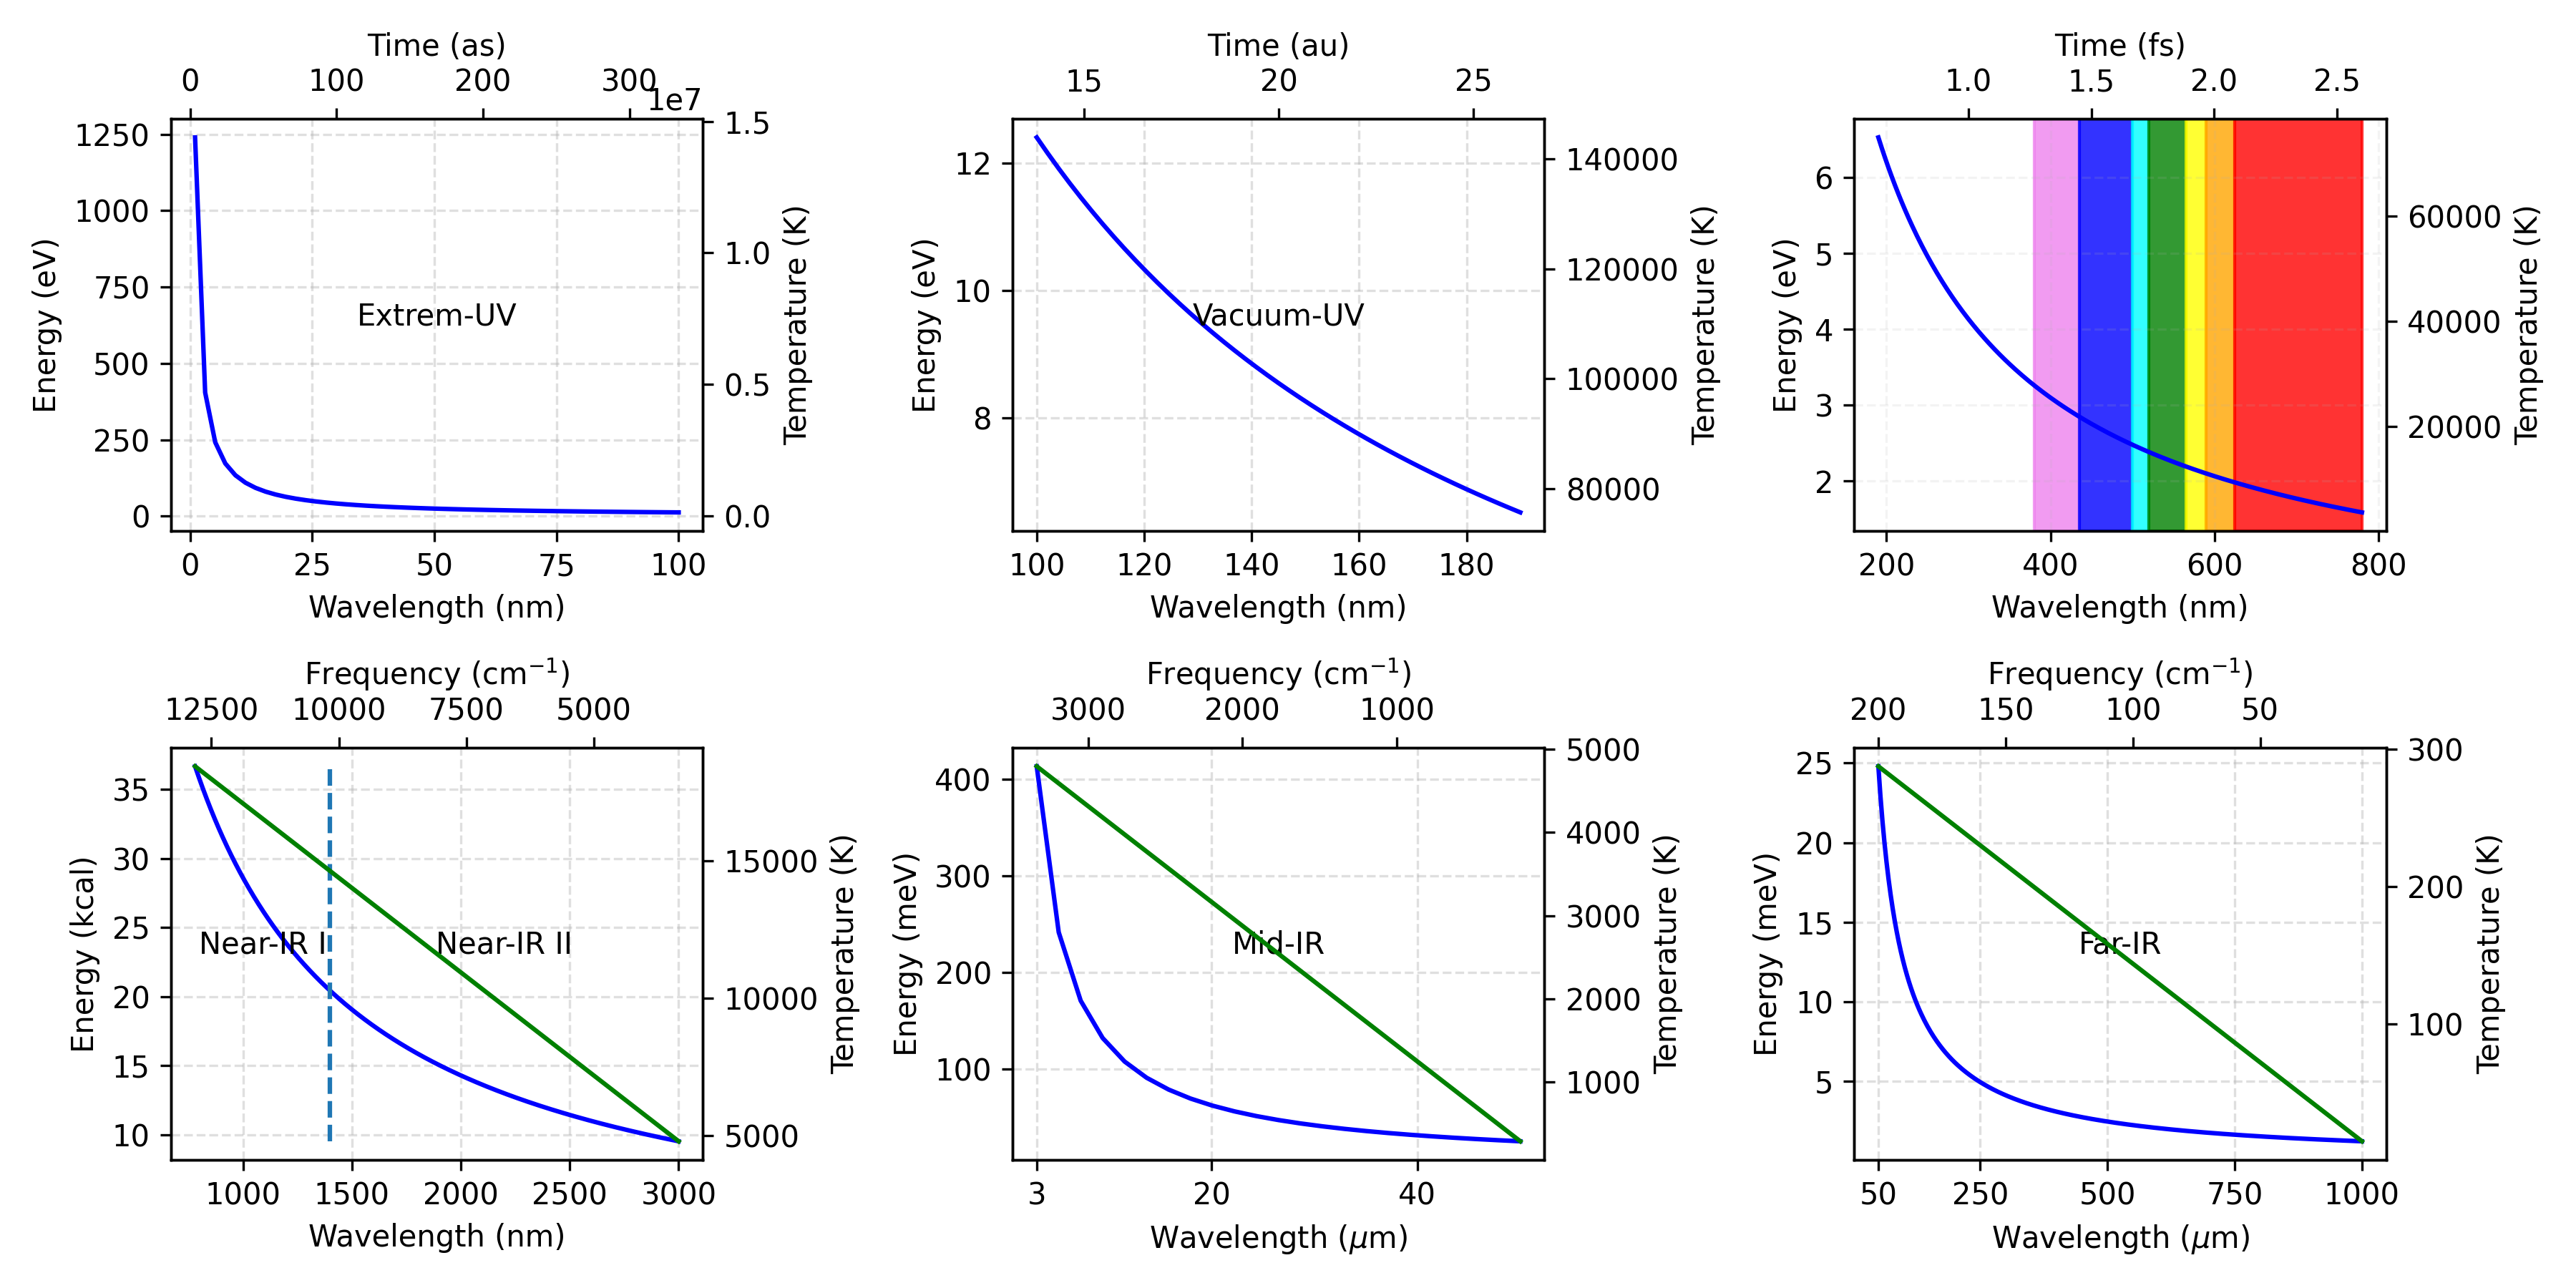 Time (as)
0 100 200 300
1e7
1250
1000
750
500
250
0
Energy (eV)
Extrem-UV
1.5
1.0
0.5
0.0
Temperature (K)
0 25 50 75 100
Wavelength (nm)
Time (au)
15 20 25
12
10
8
Energy (eV)
Vacuum-UV
140000
120000
100000
80000
Temperature (K)
100 120 140 160 180
Wavelength (nm)
Time (fs)
1.0 1.5 2.0 2.5
6
5
4
3
2
Energy (eV)
60000
40000
20000
Temperature (K)
200 400 600 800
Wavelength (nm)
Frequency (cm⁻¹)
12500 10000 7500 5000
35
30
25
20
15
10
Energy (kcal)
Near-IR I Near-IR II
15000
10000
5000
Temperature (K)
1000 1500 2000 2500 3000
Wavelength (nm)
Frequency (cm⁻¹)
3000 2000 1000
400
300
200
100
Energy (meV)
Mid-IR
5000
4000
3000
2000
1000
Temperature (K)
3 20 40
Wavelength (μm)
Frequency (cm⁻¹)
200 150 100 50
25
20
15
10
5
Energy (meV)
Far-IR
300
200
100
Temperature (K)
50 250 500 750 1000
Wavelength (μm)